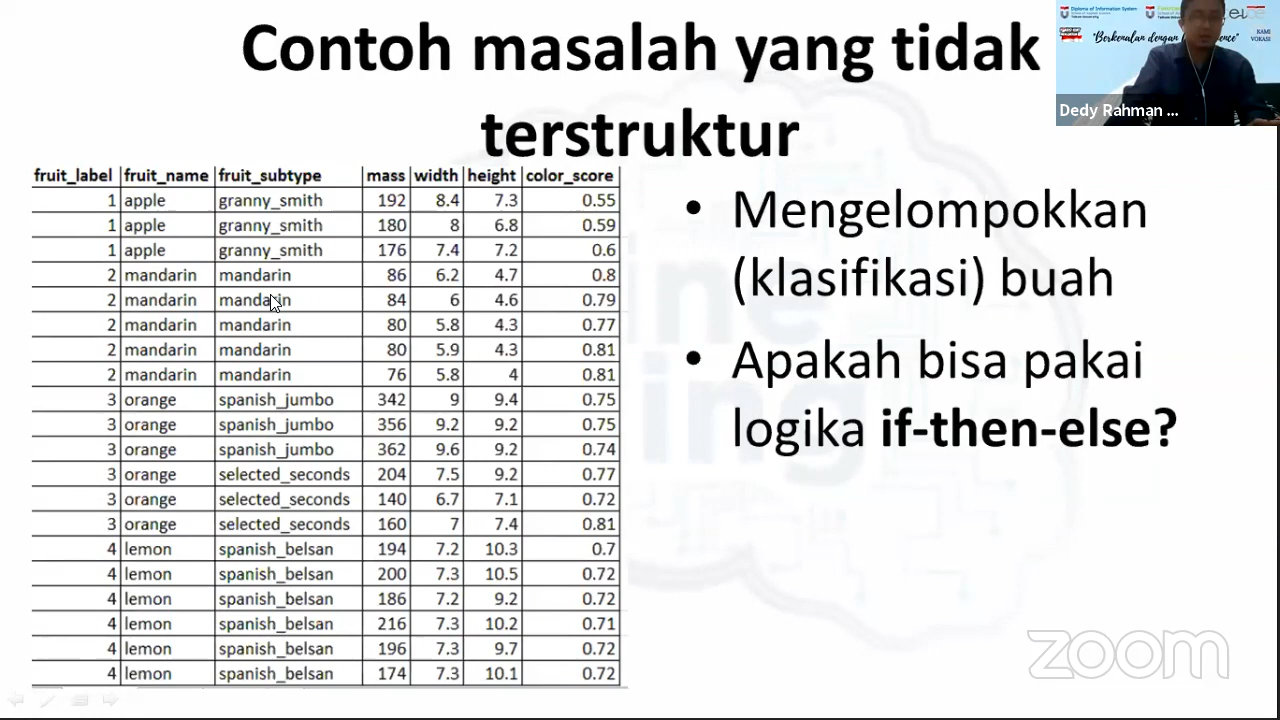 Contoh masalah yang tidak
terstruktur
Diploma of Information System
Telkom University
"Berkenalan dengan
KAMI
VOKASI
Dedy Rahman ...
fruit_label fruit_name fruit_subtype mass width height color_score
1 apple granny_smith 192 8.4 7.3 0.55
1 apple granny_smith 180 8 6.8 0.59
1 apple granny_smith 176 7.4 7.2 0.6
2 mandarin mandarin 86 6.2 4.7 0.8
2 mandarin mandarin 84 6 4.6 0.79
2 mandarin mandarin 80 5.8 4.3 0.77
2 mandarin mandarin 80 5.9 4.3 0.81
2 mandarin mandarin 76 5.8 4 0.81
3 orange spanish_jumbo 342 9 9.4 0.75
3 orange spanish_jumbo 356 9.2 9.2 0.75
3 orange spanish_jumbo 362 9.6 9.2 0.74
3 orange selected_seconds 204 7.5 9.2 0.77
3 orange selected_seconds 140 6.7 7.1 0.72
3 orange selected_seconds 160 7 7.4 0.81
4 lemon spanish_belsan 194 7.2 10.3 0.7
4 lemon spanish_belsan 200 7.3 10.5 0.72
4 lemon spanish_belsan 186 7.2 9.2 0.72
4 lemon spanish_belsan 216 7.3 10.2 0.71
4 lemon spanish_belsan 196 7.3 9.7 0.72
4 lemon spanish_belsan 174 7.3 10.1 0.72
• Mengelompokkan
(klasifikasi) buah
• Apakah bisa pakai
logika if-then-else?
zoom